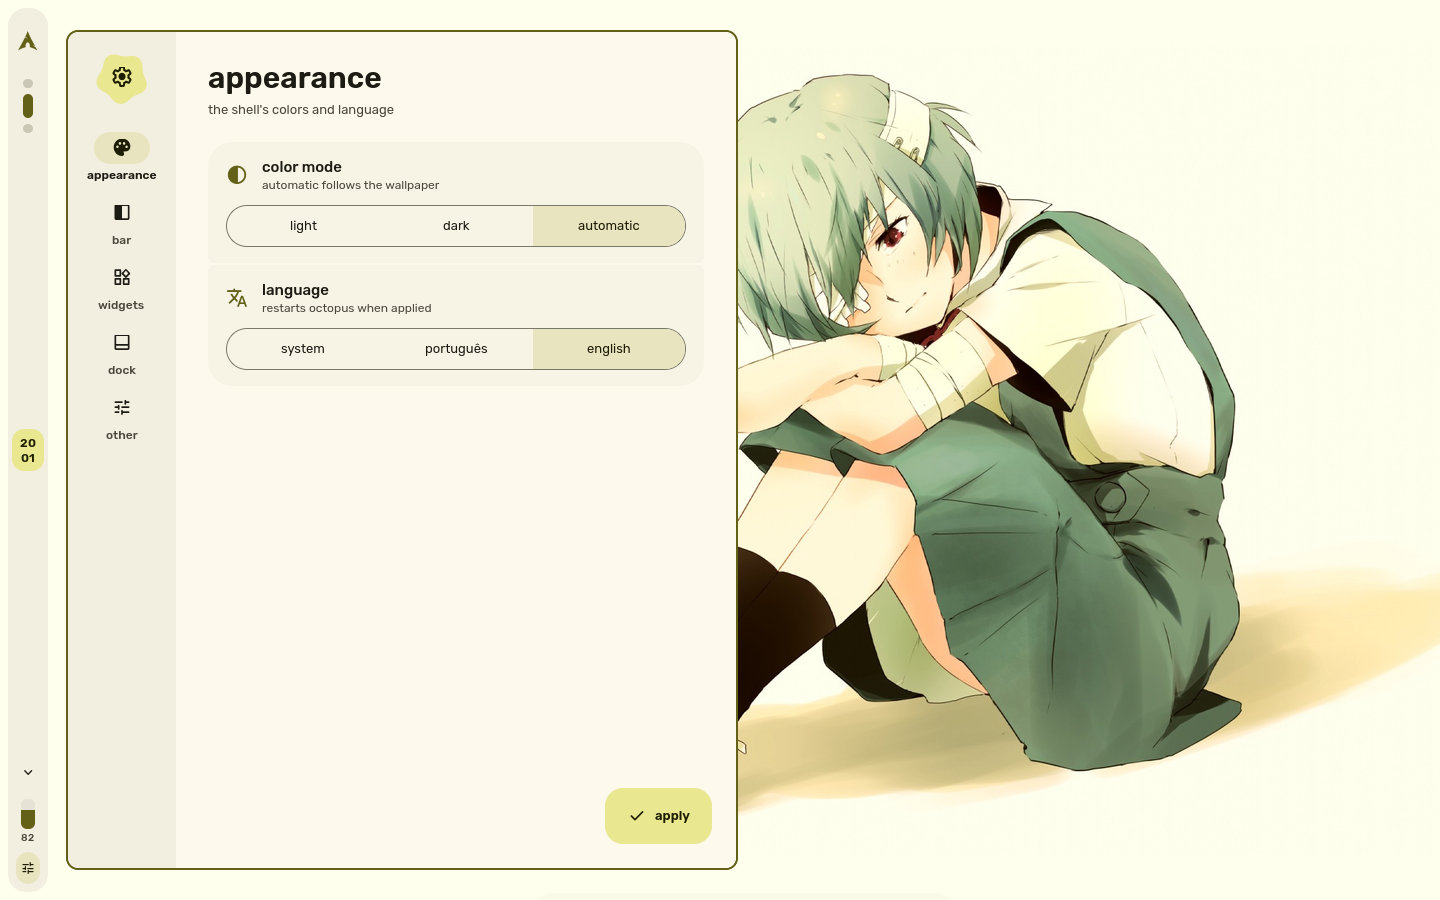 appearance
the shell's colors and language
appearance
bar
widgets
dock
other
color mode
automatic follows the wallpaper
light dark automatic
language
restarts octopus when applied
system português english
apply
20
01
82